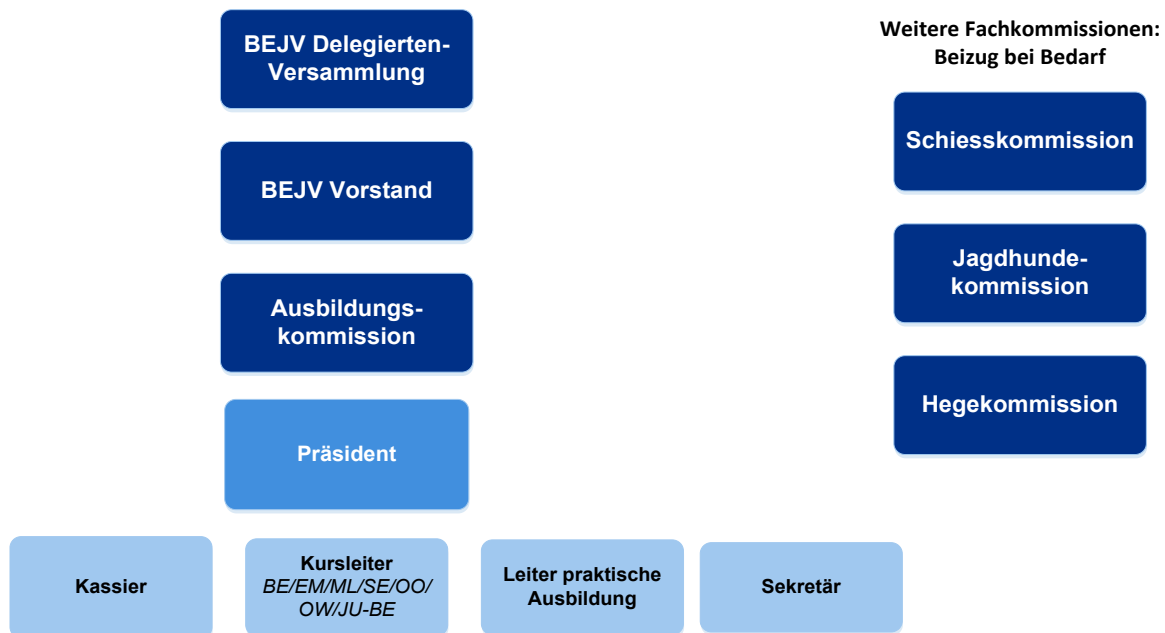 BEJV Delegierten-
Versammlung
BEJV Vorstand
Ausbildungs-
kommission
Präsident
Kassier
Kursleiter
BE/EM/ML/SE/OO/
OW/JU-BE
Leiter praktische
Ausbildung
Sekretär
Weitere Fachkommissionen:
Beizug bei Bedarf
Schiesskommission
Jagdhunde-
kommission
Hegekommission